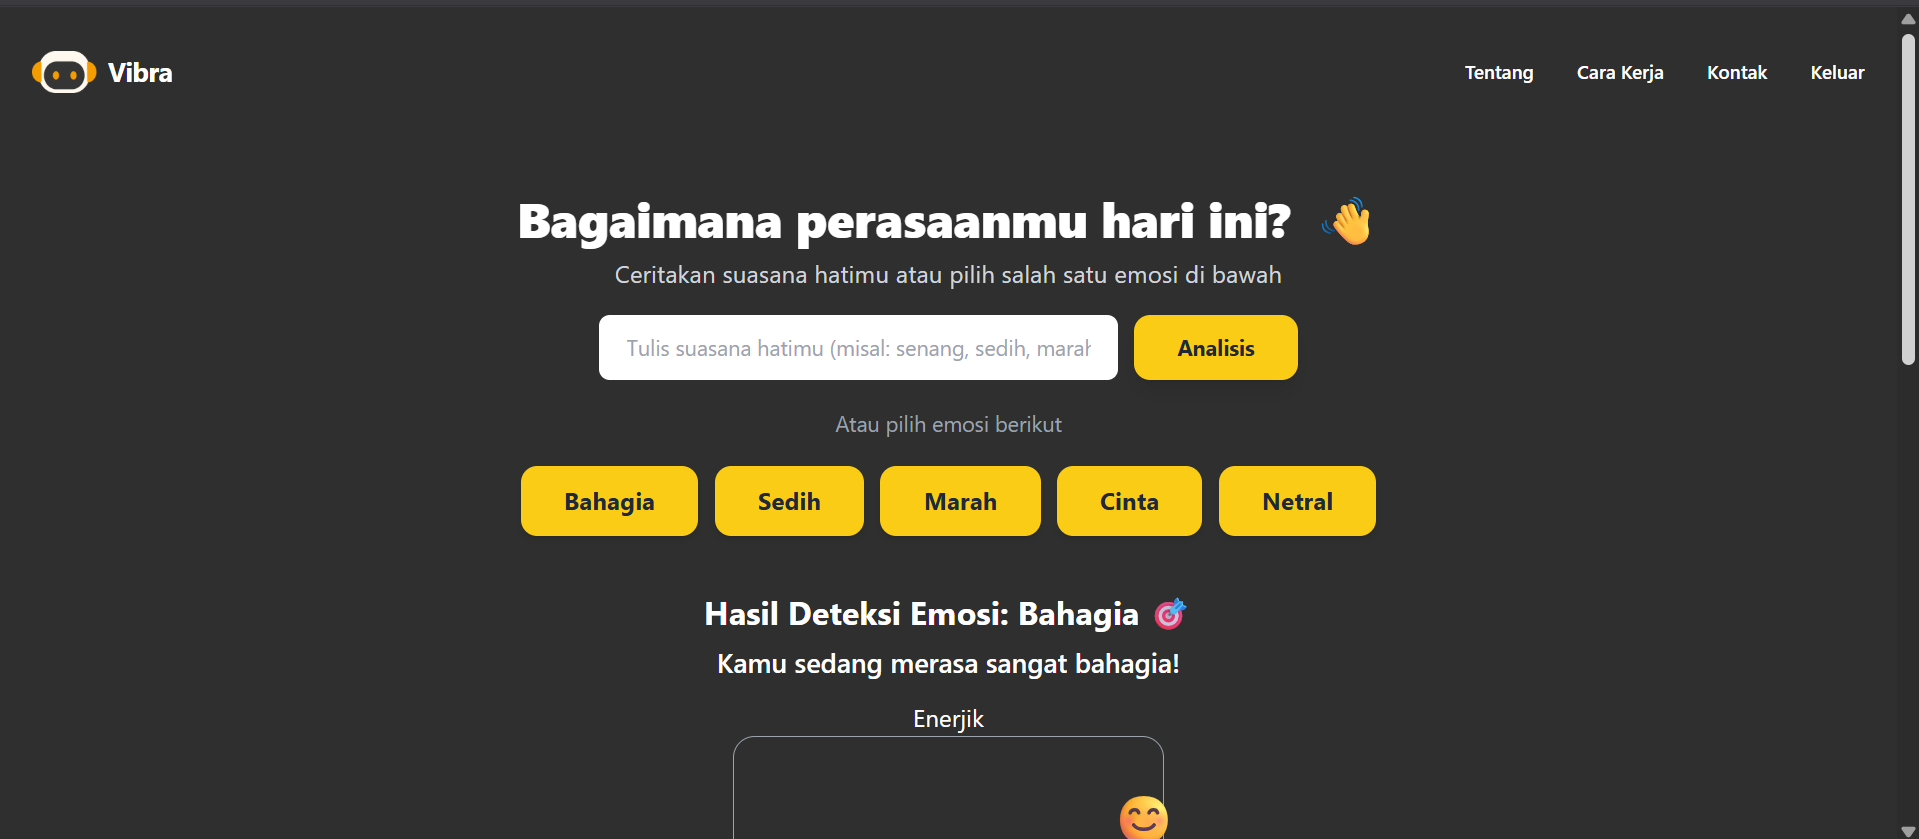 Vibra
Tentang Cara Kerja Kontak Keluar
Bagaimana perasaanmu hari ini? 👋
Ceritakan suasana hatimu atau pilih salah satu emosi di bawah
Tulis suasana hatimu (misal: senang, sedih, marah
Analisis
Atau pilih emosi berikut
Bahagia Sedih Marah Cinta Netral
Hasil Deteksi Emosi: Bahagia 🎯
Kamu sedang merasa sangat bahagia!
Enerjik